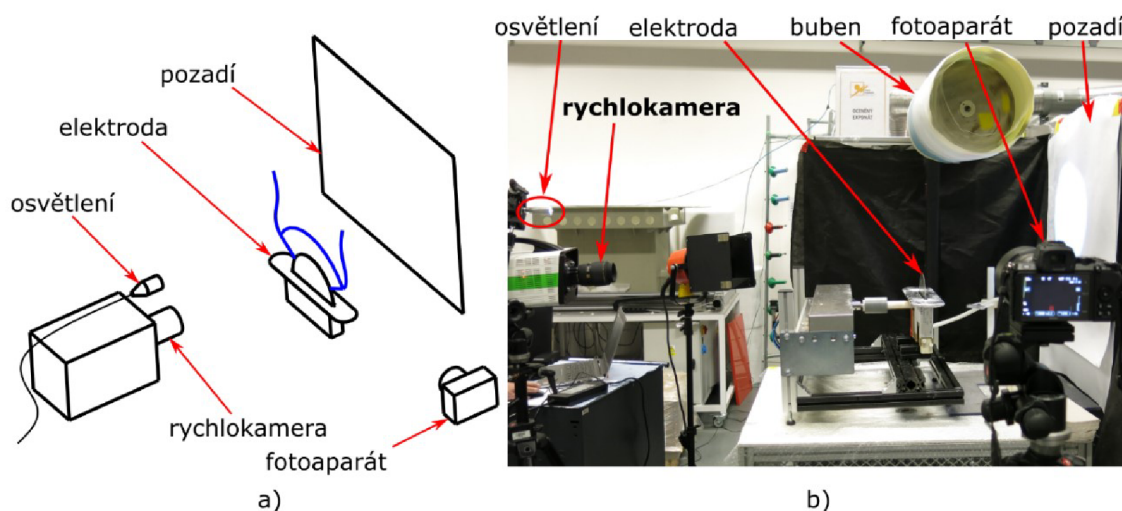 pozadí
elektroda
osvětlení
rychlokamera
fotoaparát
a)
osvětlení elektroda buben fotoaparát pozadí
rychlokamera
b)